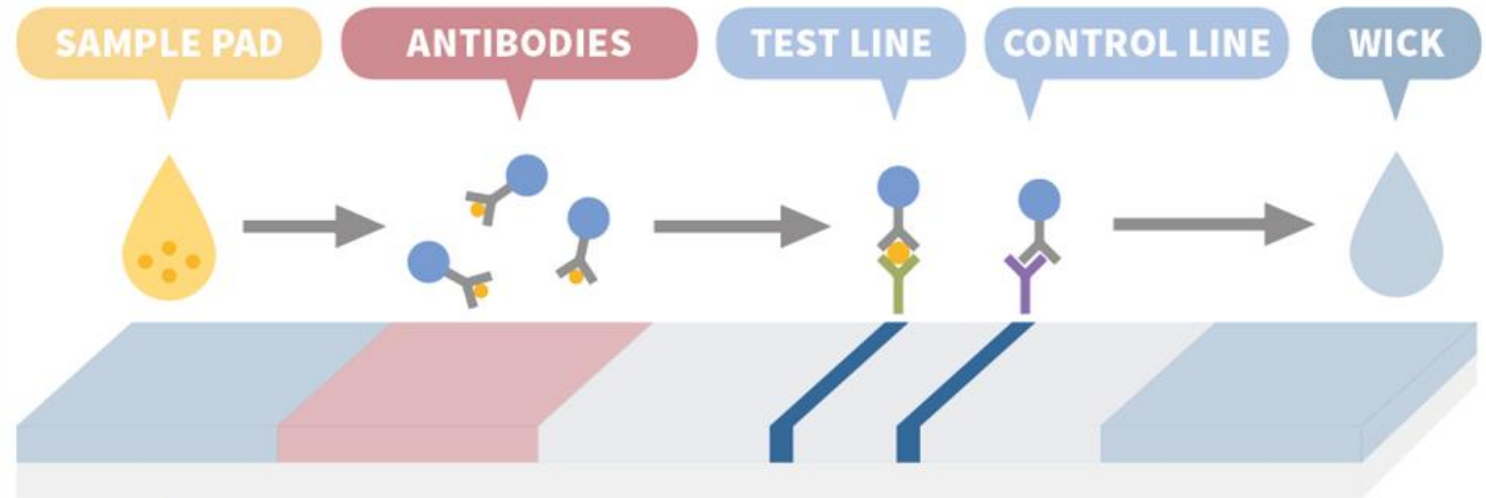 SAMPLE PAD
ANTIBODIES
TEST LINE
CONTROL LINE
WICK